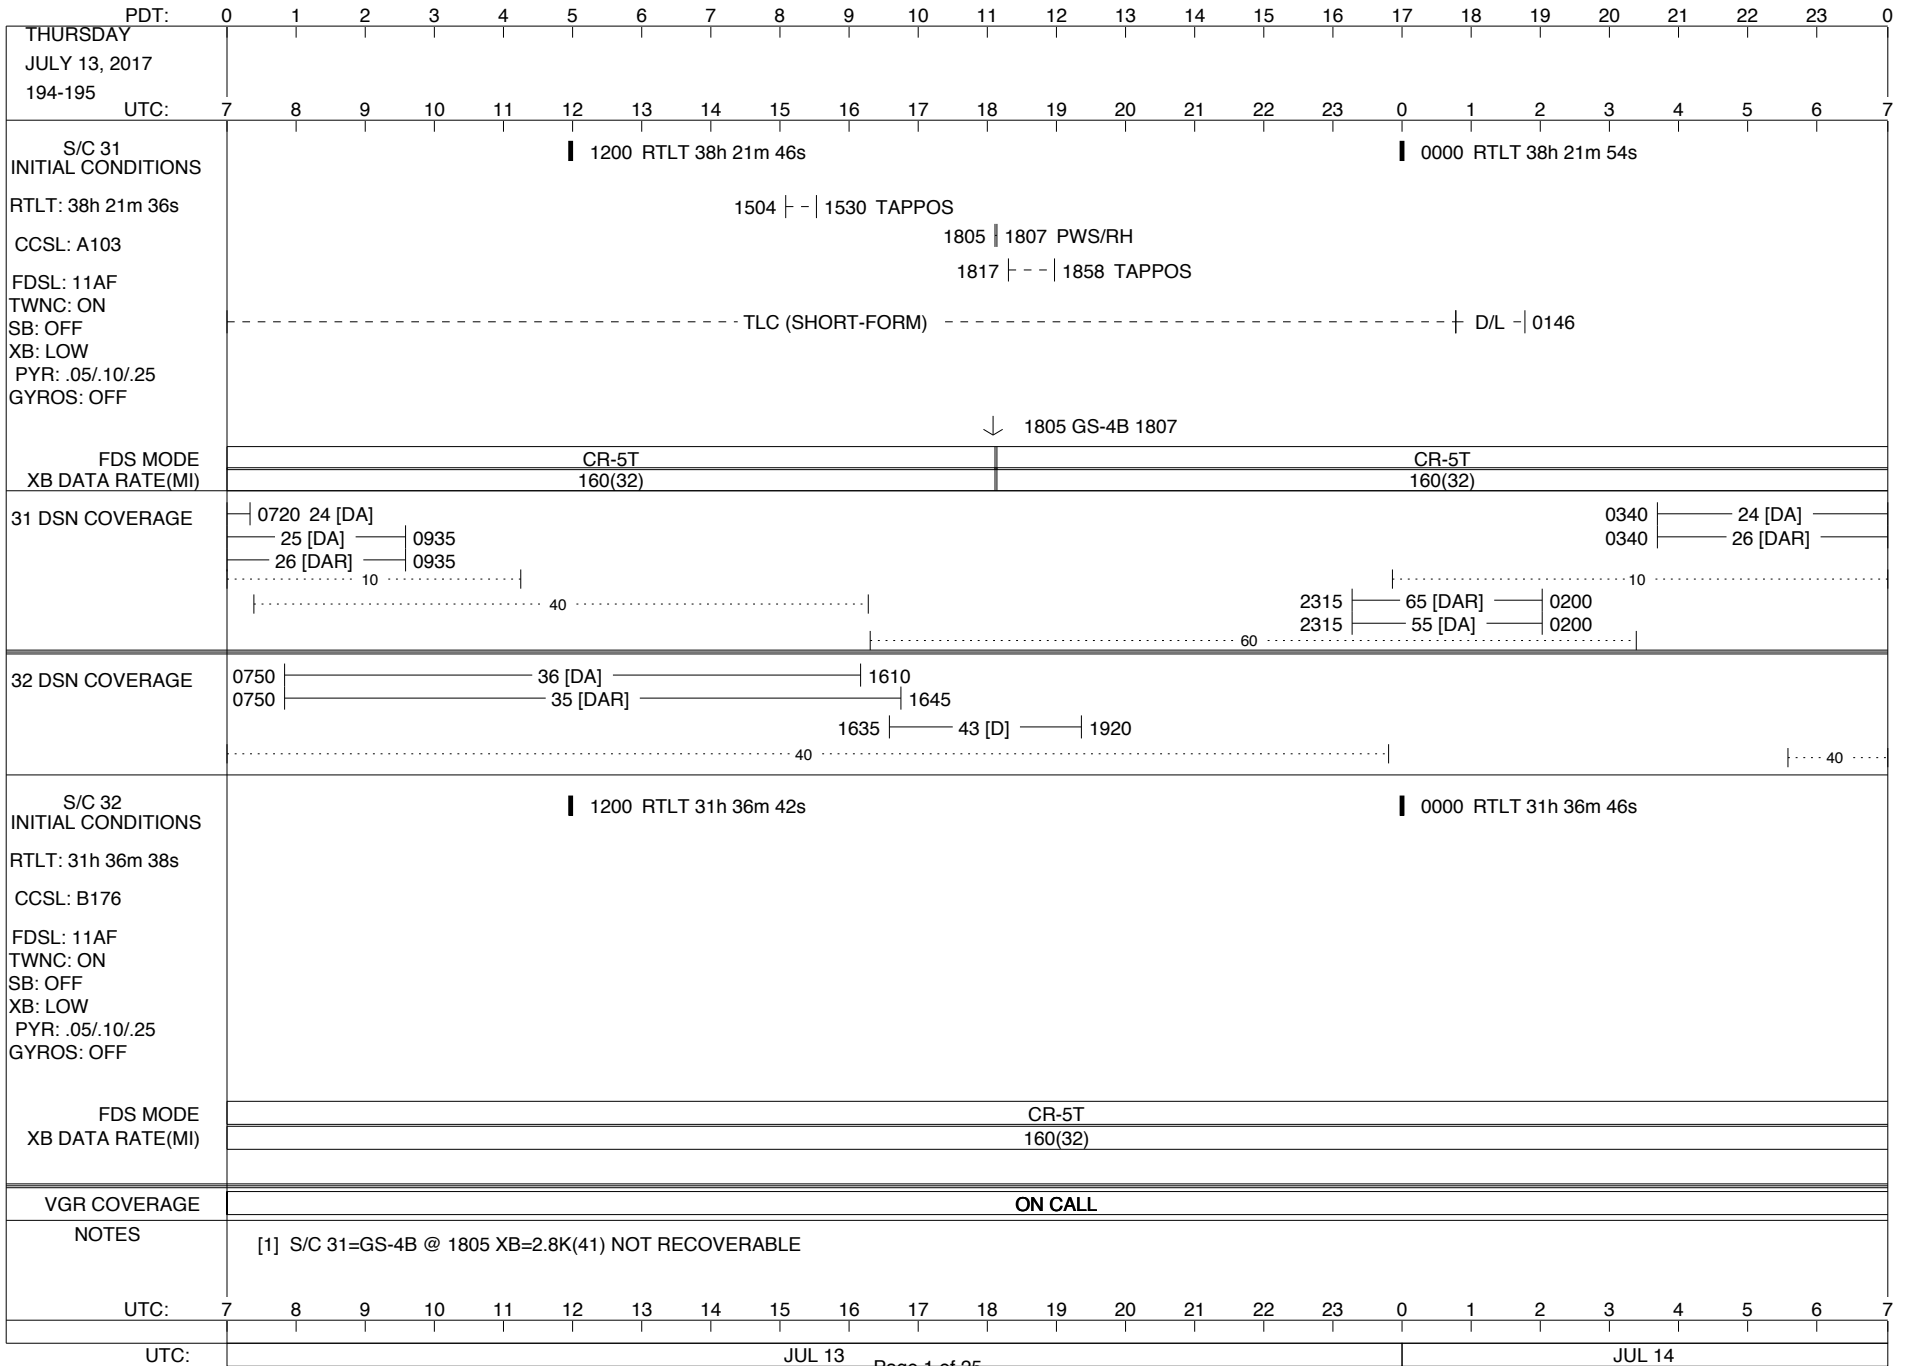 PDT: 0 1 2 3 4 5 6 7 8 9 10 11 12 13 14 15 16 17 18 19 20 21 22 23 0
THURSDAY
JULY 13, 2017
194-195
UTC: 7 8 9 10 11 12 13 14 15 16 17 18 19 20 21 22 23 0 1 2 3 4 5 6 7
S/C 31
INITIAL CONDITIONS
1200 RTLT 38h 21m 46s
0000 RTLT 38h 21m 54s
RTLT: 38h 21m 36s
1504 1530 TAPPOS
CCSL: A103
1805 1807 PWS/RH
1817 1858 TAPPOS
FDSL: 11AF
TWNC: ON
SB: OFF
TLC (SHORT-FORM) D/L 0146
XB: LOW
PYR: .05/.10/.25
GYROS: OFF
1805 GS-4B 1807
FDS MODE CR-5T CR-5T
XB DATA RATE(MI) 160(32) 160(32)
31 DSN COVERAGE
0720 24 [DA] 0340 24 [DA]
25 [DA] 0935 0340 26 [DAR]
26 [DAR] 0935
10 10
40 2315 65 [DAR] 0200
2315 55 [DA] 0200
60
32 DSN COVERAGE
0750 36 [DA] 1610
0750 35 [DAR] 1645
1635 43 [D] 1920
40 40
S/C 32
INITIAL CONDITIONS
1200 RTLT 31h 36m 42s
0000 RTLT 31h 36m 46s
RTLT: 31h 36m 38s
CCSL: B176
FDSL: 11AF
TWNC: ON
SB: OFF
XB: LOW
PYR: .05/.10/.25
GYROS: OFF
FDS MODE CR-5T
XB DATA RATE(MI) 160(32)
VGR COVERAGE ON CALL
NOTES
[1] S/C 31=GS-4B @ 1805 XB=2.8K(41) NOT RECOVERABLE
UTC: 7 8 9 10 11 12 13 14 15 16 17 18 19 20 21 22 23 0 1 2 3 4 5 6 7
UTC: JUL 13 JUL 14
Page 1 of 25